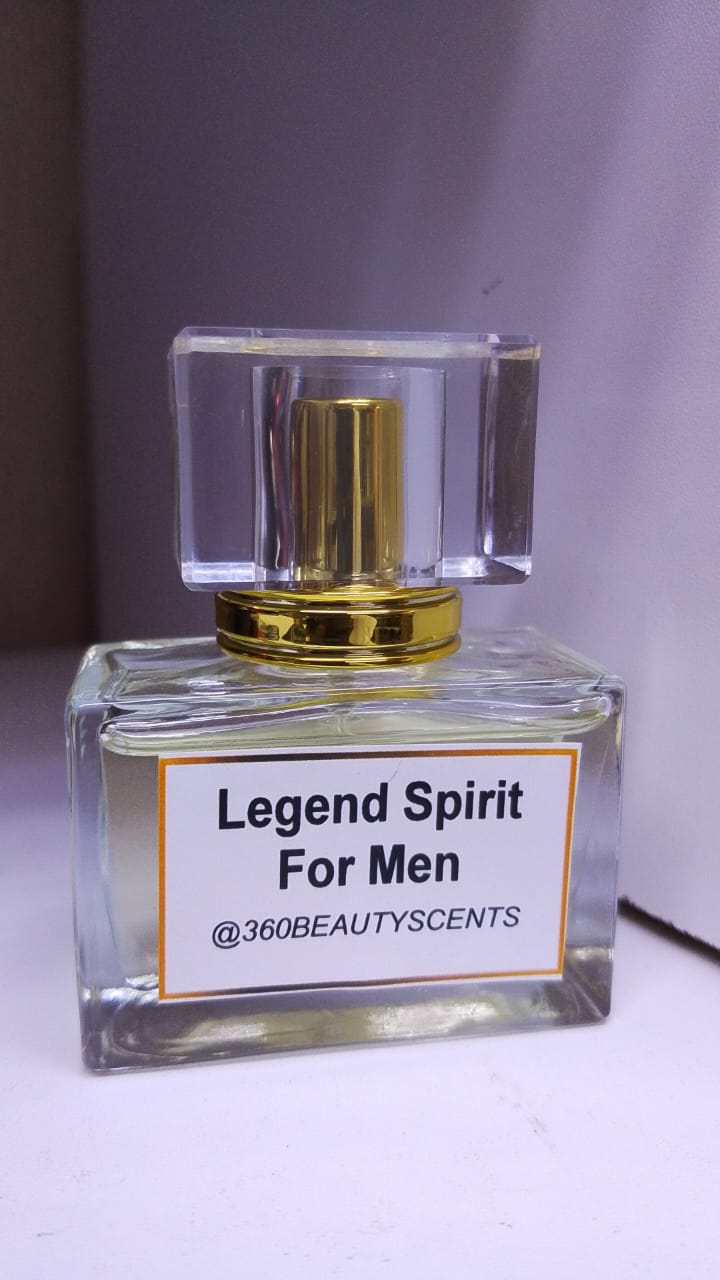 Legend Spirit
For Men
@360BEAUTYSCENTS